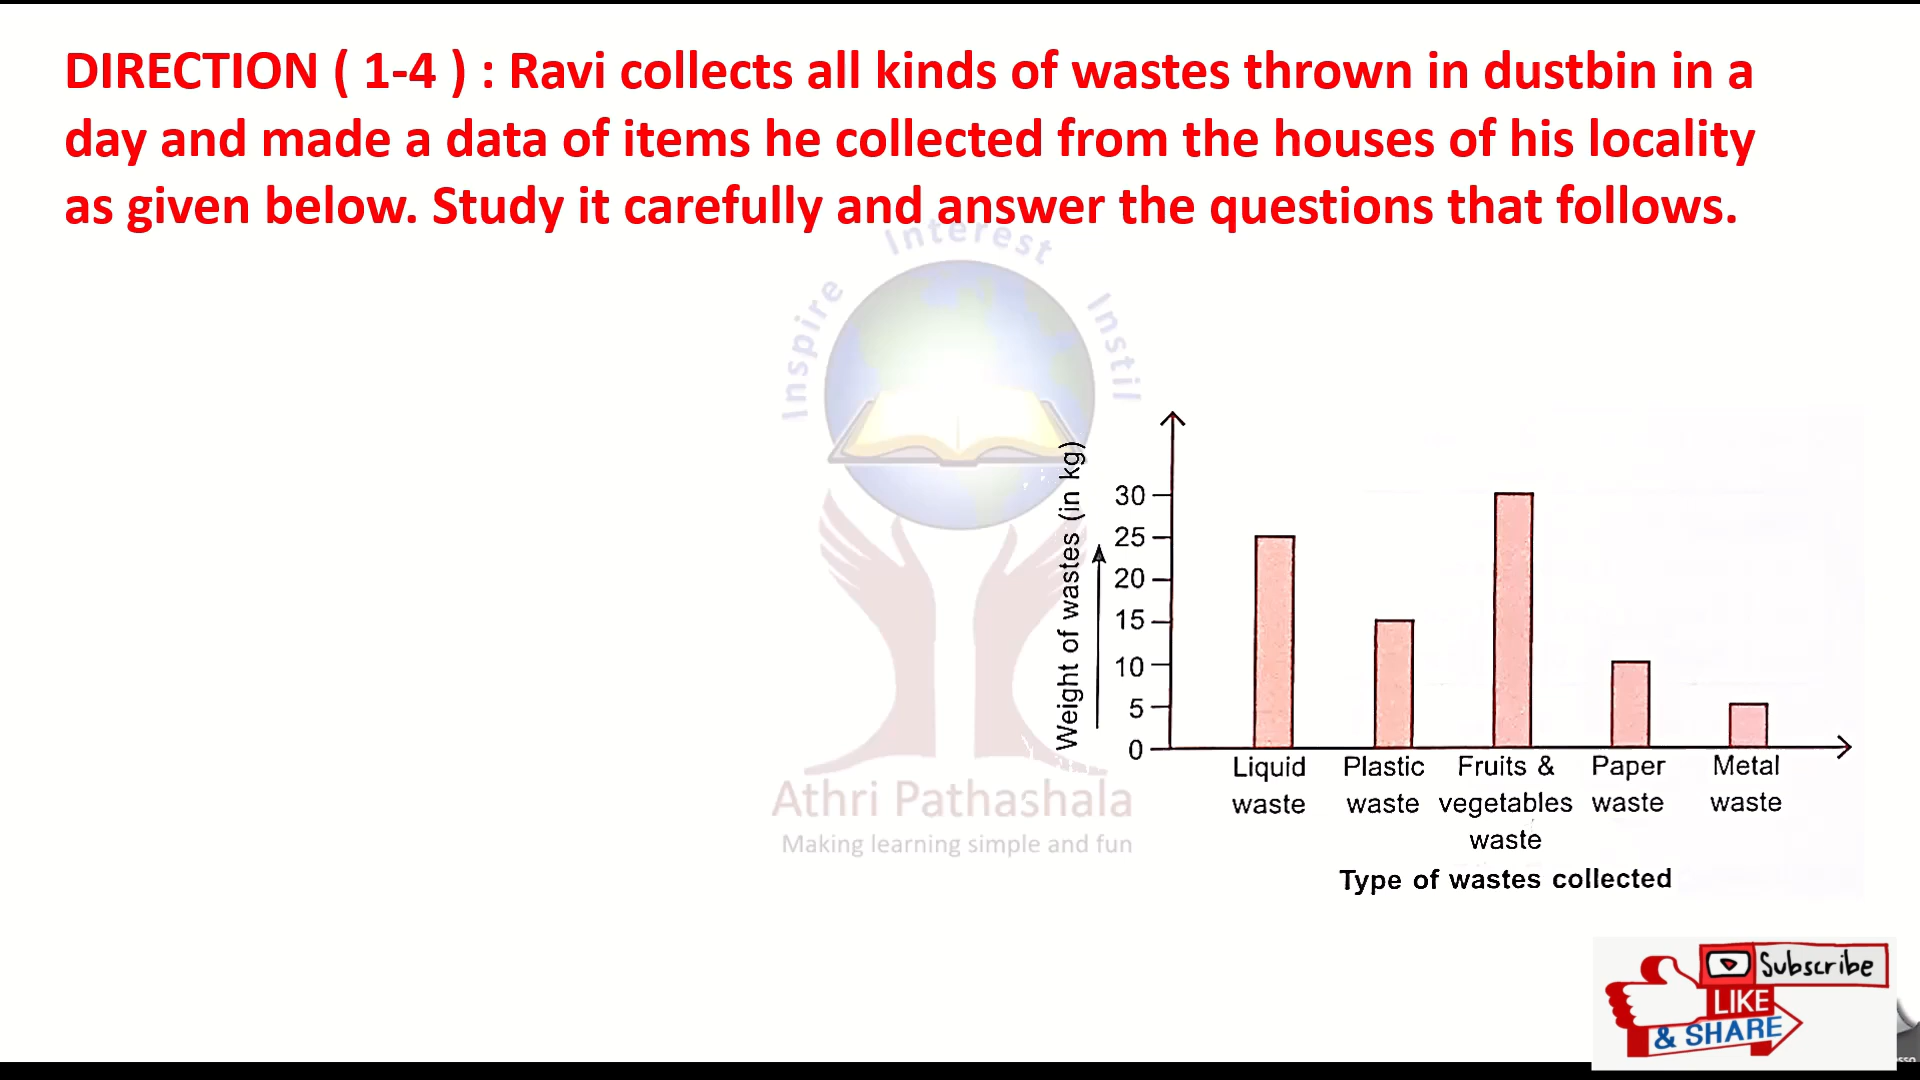 DIRECTION ( 1-4 ) : Ravi collects all kinds of wastes thrown in dustbin in a
day and made a data of items he collected from the houses of his locality
as given below. Study it carefully and answer the questions that follows.
Inspire Interest Instil
Athri Pathashala
Making learning simple and fun
Weight of wastes (in kg)
30
25
20
15
10
5
0
Liquid waste
Plastic waste
Fruits & vegetables waste
Paper waste
Metal waste
Type of wastes collected
Subscribe
LIKE
& SHARE